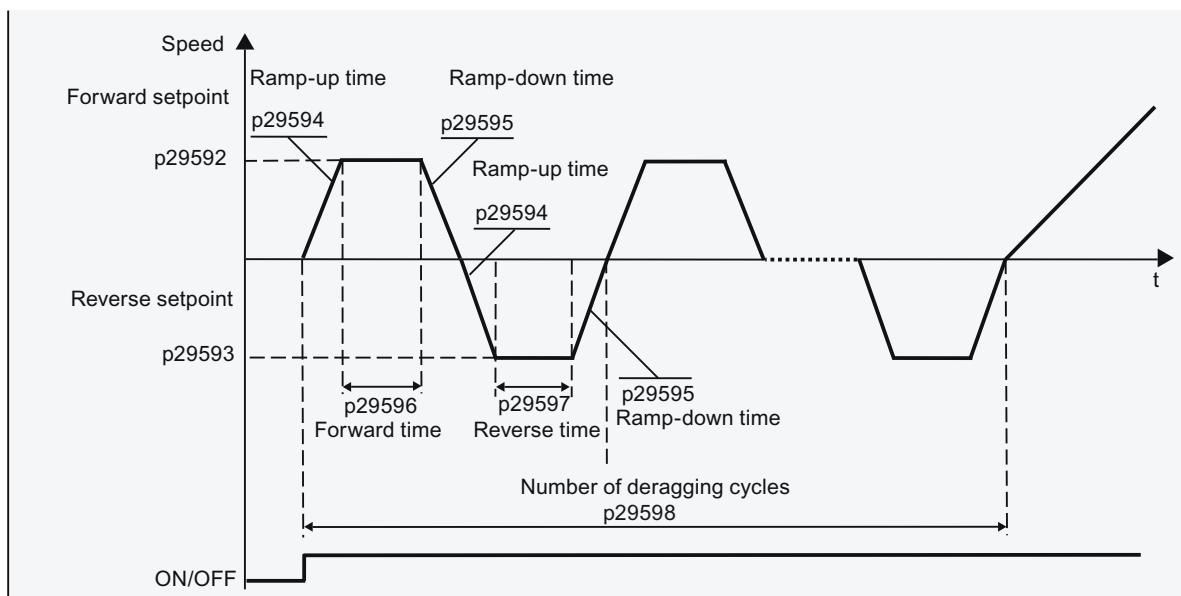 Speed
Ramp-up time
Ramp-down time
Forward setpoint
p29594
p29595
p29592
Ramp-up time
p29594
t
Reverse setpoint
p29593
p29596
Forward time
p29597
Reverse time
p29595
Ramp-down time
Number of deragging cycles
p29598
ON/OFF